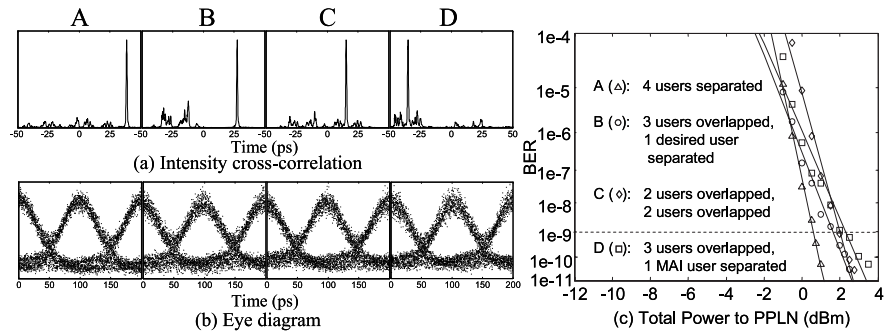 A B C D
-50 -25 0 25 -50 -25 0 25 -50 -25 0 25 -50 -25 0 25 50
Time (ps)
(a) Intensity cross-correlation
0 50 100 150 0 50 100 150 0 50 100 150 0 50 100 150 200
Time (ps)
(b) Eye diagram
BER
1e-4
1e-5
1e-6
1e-7
1e-8
1e-9
1e-10
1e-11
A (△): 4 users separated
B (○): 3 users overlapped,
1 desired user
separated
C (◇): 2 users overlapped,
2 users overlapped
D (□): 3 users overlapped,
1 MAI user separated
-12 -10 -8 -6 -4 -2 0 2 4
(c) Total Power to PPLN (dBm)